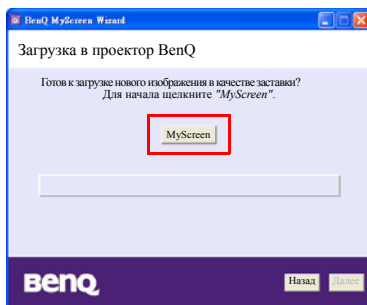 BenQ MyScreen Wizard
Загрузка в проектор BenQ
Готов к загрузке нового изображения в качестве заставки?
Для начала щелкните "MyScreen".
MyScreen
BenQ
Назад
Далее